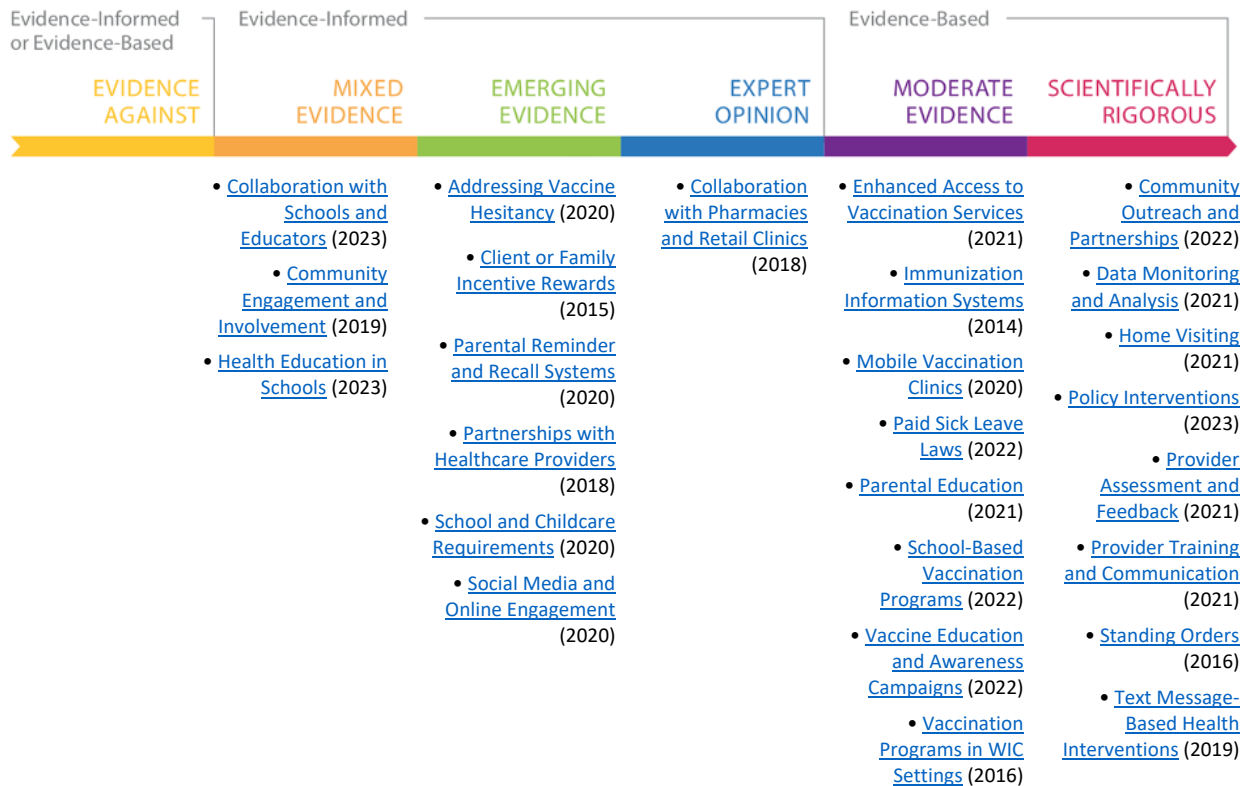 Evidence-Informed
or Evidence-Based
Evidence-Informed
Evidence-Based
EVIDENCE
AGAINST
MIXED
EVIDENCE
EMERGING
EVIDENCE
EXPERT
OPINION
MODERATE
EVIDENCE
SCIENTIFICALLY
RIGOROUS
• Collaboration with
Schools and
Educators (2023)
• Community
Engagement and
Involvement (2019)
• Health Education in
Schools (2023)
• Addressing Vaccine
Hesitancy (2020)
• Client or Family
Incentive Rewards
(2015)
• Parental Reminder
and Recall Systems
(2020)
• Partnerships with
Healthcare Providers
(2018)
• School and Childcare
Requirements (2020)
• Social Media and
Online Engagement
(2020)
• Collaboration
with Pharmacies
and Retail Clinics
(2018)
• Enhanced Access to
Vaccination Services
(2021)
• Immunization
Information Systems
(2014)
• Mobile Vaccination
Clinics (2020)
• Paid Sick Leave
Laws (2022)
• Parental Education
(2021)
• School-Based
Vaccination
Programs (2022)
• Vaccine Education
and Awareness
Campaigns (2022)
• Vaccination
Programs in WIC
Settings (2016)
• Community
Outreach and
Partnerships (2022)
• Data Monitoring
and Analysis (2021)
• Home Visiting
(2021)
• Policy Interventions
(2023)
• Provider
Assessment and
Feedback (2021)
• Provider Training
and Communication
(2021)
• Standing Orders
(2016)
• Text Message-
Based Health
Interventions (2019)